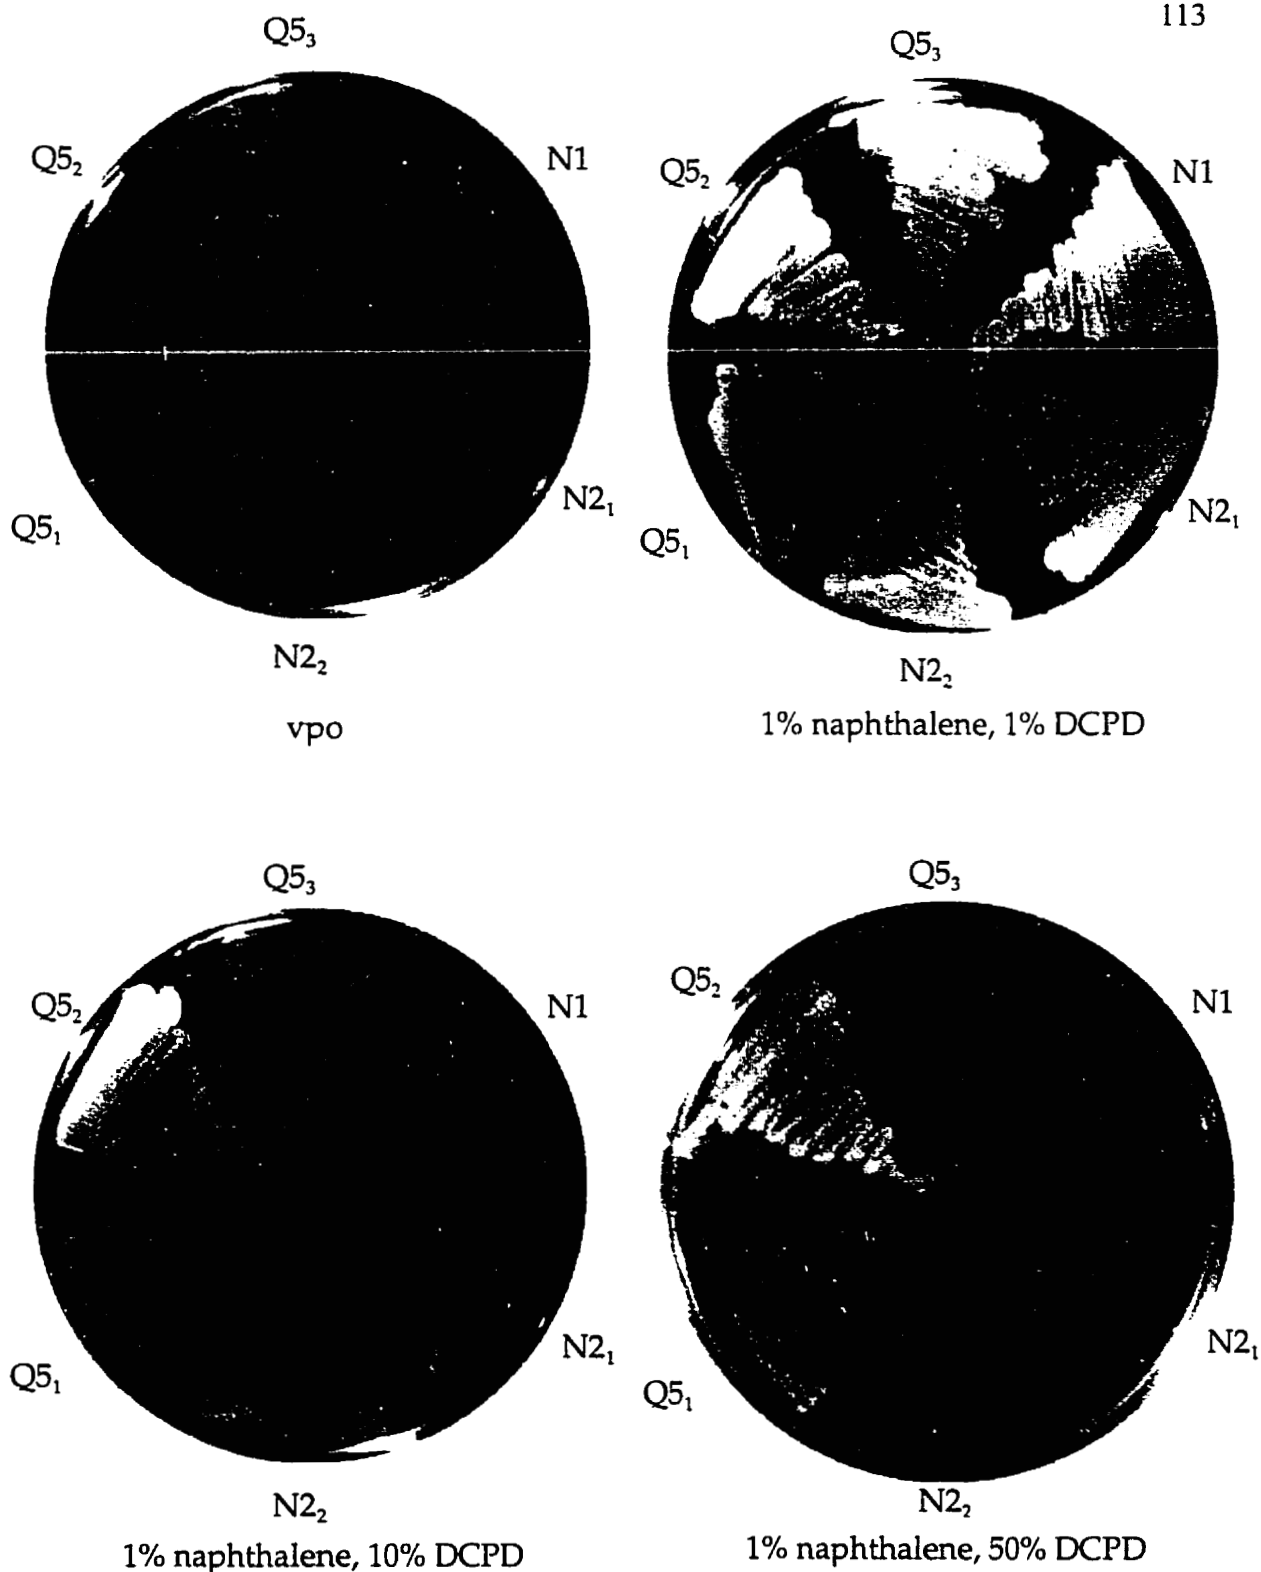 113
Q5₃
Q5₂
N1
Q5₁
N2₁
N2₂
vpo
Q5₃
Q5₂
N1
Q5₁
N2₁
N2₂
1% naphthalene, 1% DCPD
Q5₃
Q5₂
N1
Q5₁
N2₁
N2₂
1% naphthalene, 10% DCPD
Q5₃
Q5₂
N1
Q5₁
N2₁
N2₂
1% naphthalene, 50% DCPD